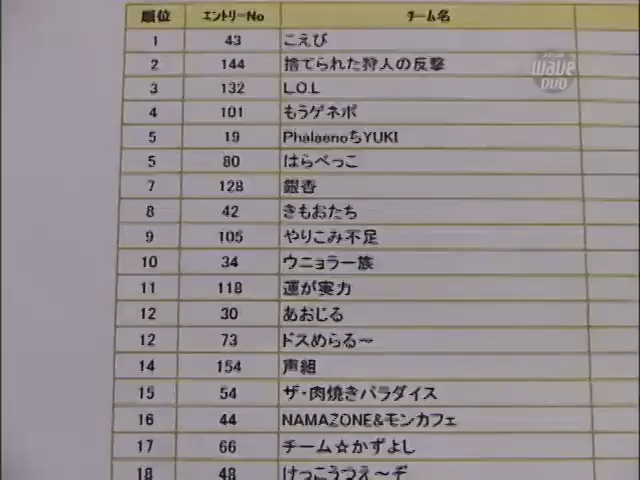 順位 エントリーNo チーム名
1 43 こえび
WAVE DUO
2 144 捨てられた狩人の反撃
3 132 L.O.L
4 101 もうゲネポ
5 19 PhalaenoちYUKI
5 80 はらぺっこ
7 128 銀杳
8 42 きもおたち
9 105 やりこみ不足
10 34 ウニョラー族
11 118 運が実力
12 30 あおじる
12 73 ドスめらる～
14 154 声組
15 54 ザ・肉焼きパラダイス
16 44 NAMAZONE&モンカフェ
17 66 チーム☆かずよし
18 48 けっこうつえ～ぞ